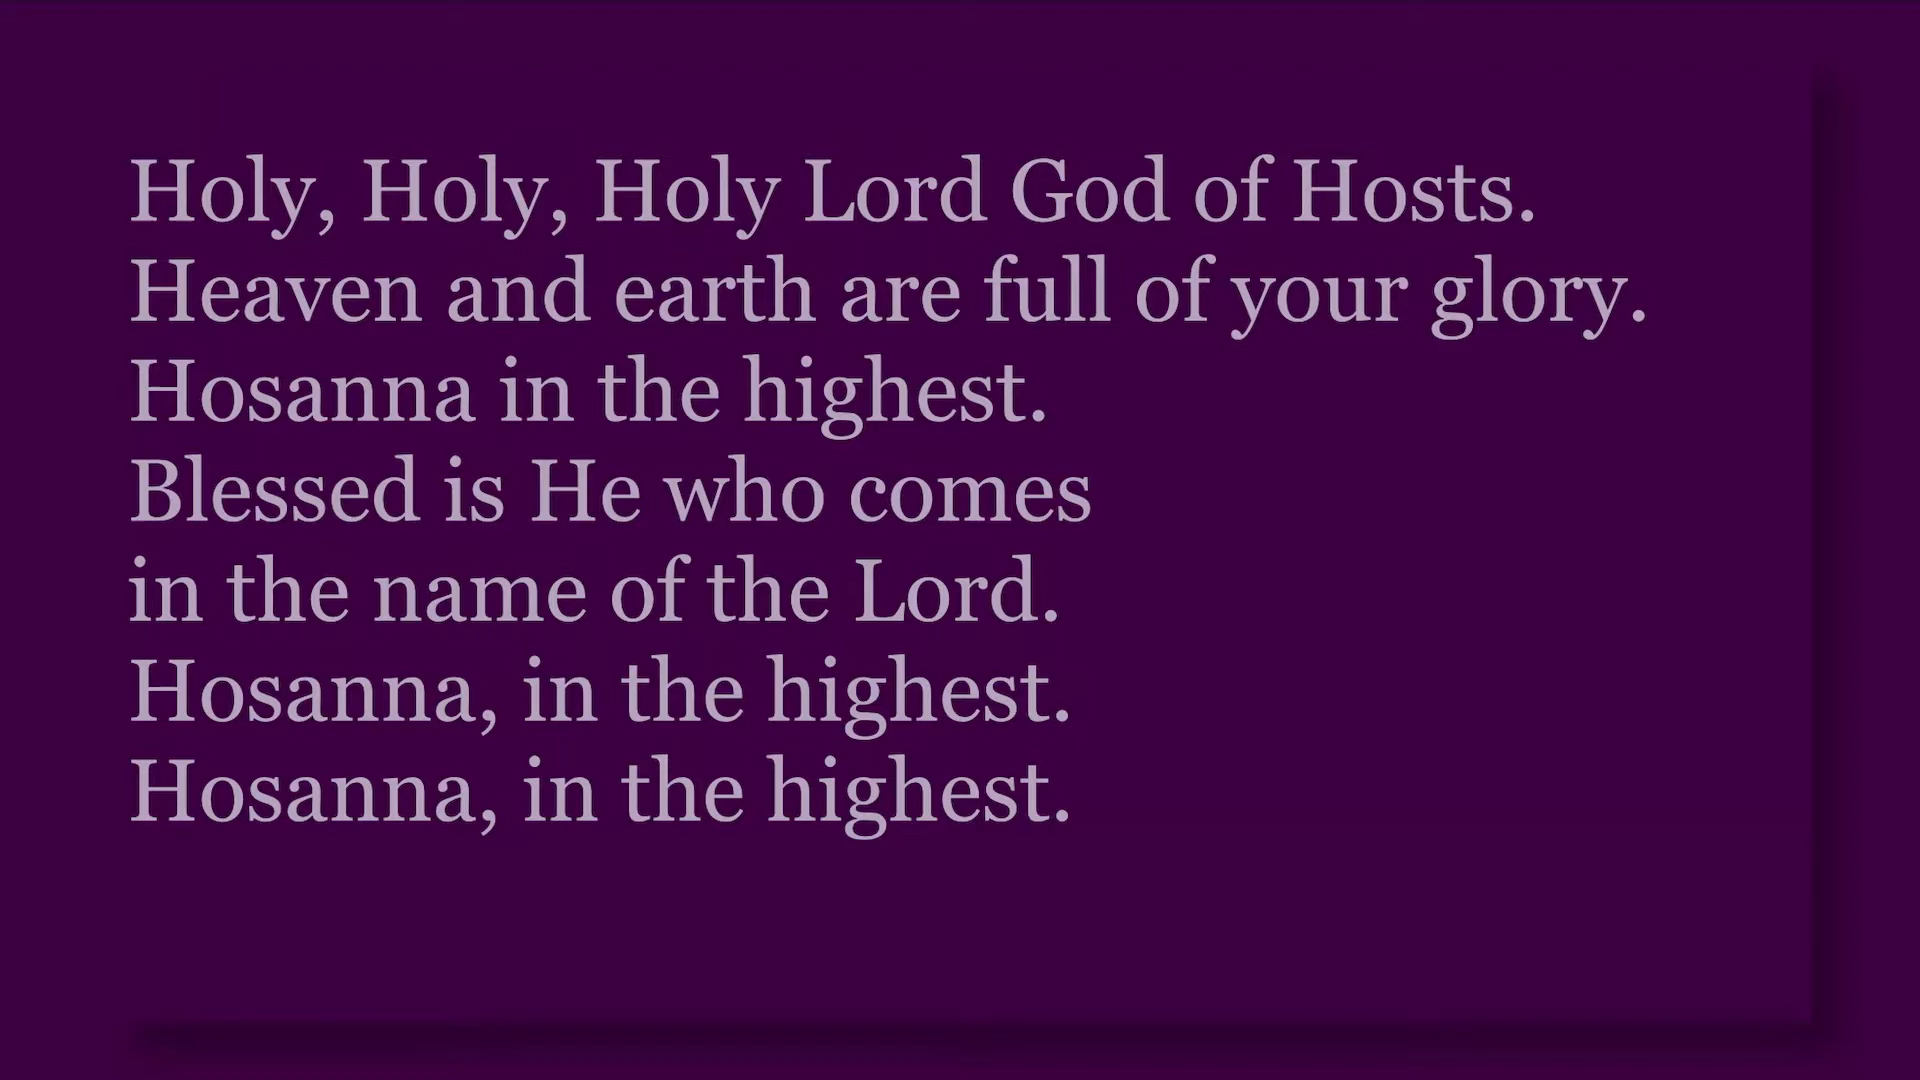 Holy, Holy, Holy Lord God of Hosts.
Heaven and earth are full of your glory.
Hosanna in the highest.
Blessed is He who comes
in the name of the Lord.
Hosanna, in the highest.
Hosanna, in the highest.